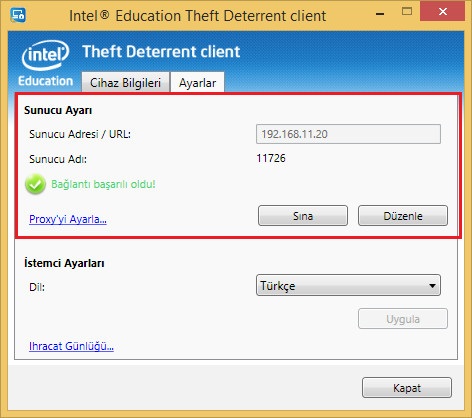 Intel® Education Theft Deterrent client
intel
Education
Theft Deterrent client
Cihaz Bilgileri
Ayarlar
Sunucu Ayarı
Sunucu Adresi / URL:
192.168.11.20
Sunucu Adı:
11726
Bağlantı başarılı oldu!
Proxy'yi Ayarla...
Sına
Düzenle
İstemci Ayarları
Dil:
Türkçe
Uygula
Ihracat Günlüğü...
Kapat